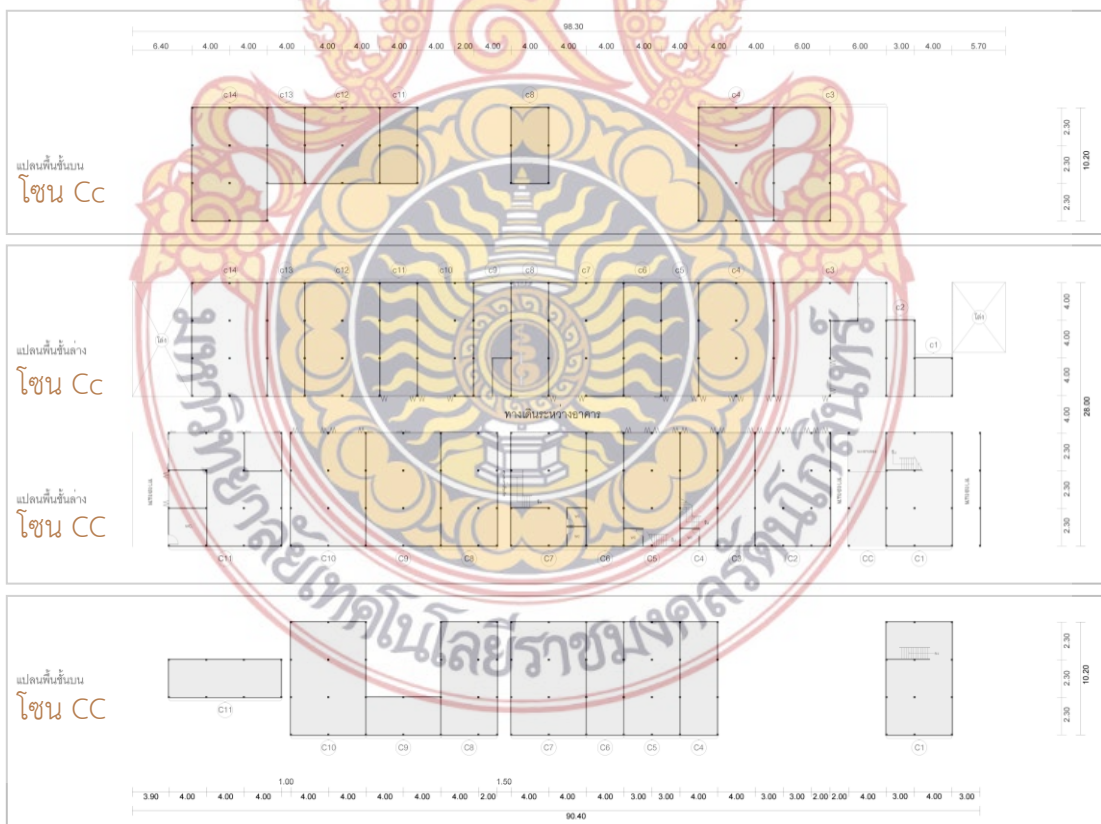 98.30
6.40 4.00 4.00 4.00 4.00 4.00 4.00 4.00 2.00 4.00 4.00 4.00 4.00 4.00 4.00 4.00 6.00 6.00 3.00 4.00 5.70
c14 c13 c12 c11 c8 c4 c3
แปลนพื้นชั้นบน
โซน Cc
2.30 2.30 2.30
10.20
c14 c13 c12 c11 c10 c9 c8 c7 c6 c5 c4 c3
c2
c1
โล่ง
โล่ง
แปลนพื้นชั้นล่าง
โซน Cc
ทางเดินระหว่างอาคาร
4.00 4.00 4.00 4.00 2.30 2.30 2.30
28.00
แปลนพื้นชั้นล่าง
โซน CC
C11 C10 C9 C8 C7 C6 C5 C4 C3 C2 CC C1
มหาวิทยาลัยเทคโนโลยีราชมงคลรัตนโกสินทร์
แปลนพื้นชั้นบน
โซน CC
2.30 2.30 2.30
10.20
C11
C10 C9 C8 C7 C6 C5 C4 C1
1.00 1.50
3.90 4.00 4.00 4.00 4.00 4.00 4.00 4.00 4.00 2.00 4.00 4.00 4.00 3.00 3.00 4.00 4.00 3.00 3.00 2.00 2.00 4.00 3.00 4.00 3.00
90.40